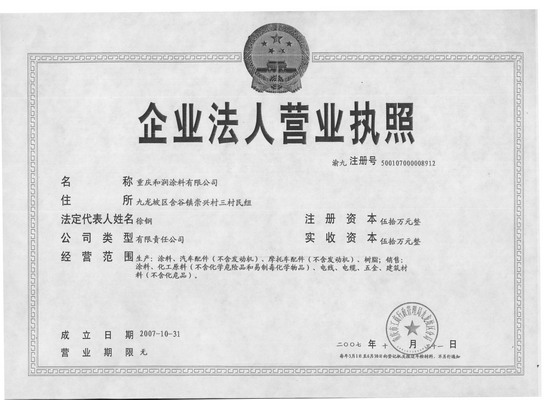 企业法人营业执照
渝九 注册号 500107000008912
名 称 重庆和润涂料有限公司
住 所 九龙坡区含谷镇崇兴村三村民组
法定代表人姓名 徐钢 注 册 资 本 伍拾万元整
公 司 类 型 有限责任公司 实 收 资 本 伍拾万元整
经 营 范 围 生产：涂料、汽车配件（不含发动机）、摩托车配件（不含发动机）、树脂；销售：
涂料、化工原料（不含化学危险品和易制毒化学物品）、电线、电缆、五金、建筑材
料（不含危化品）。
成 立 日 期 2007-10-31
营 业 期 限 元
二〇〇七 年 十 月 卅一 日